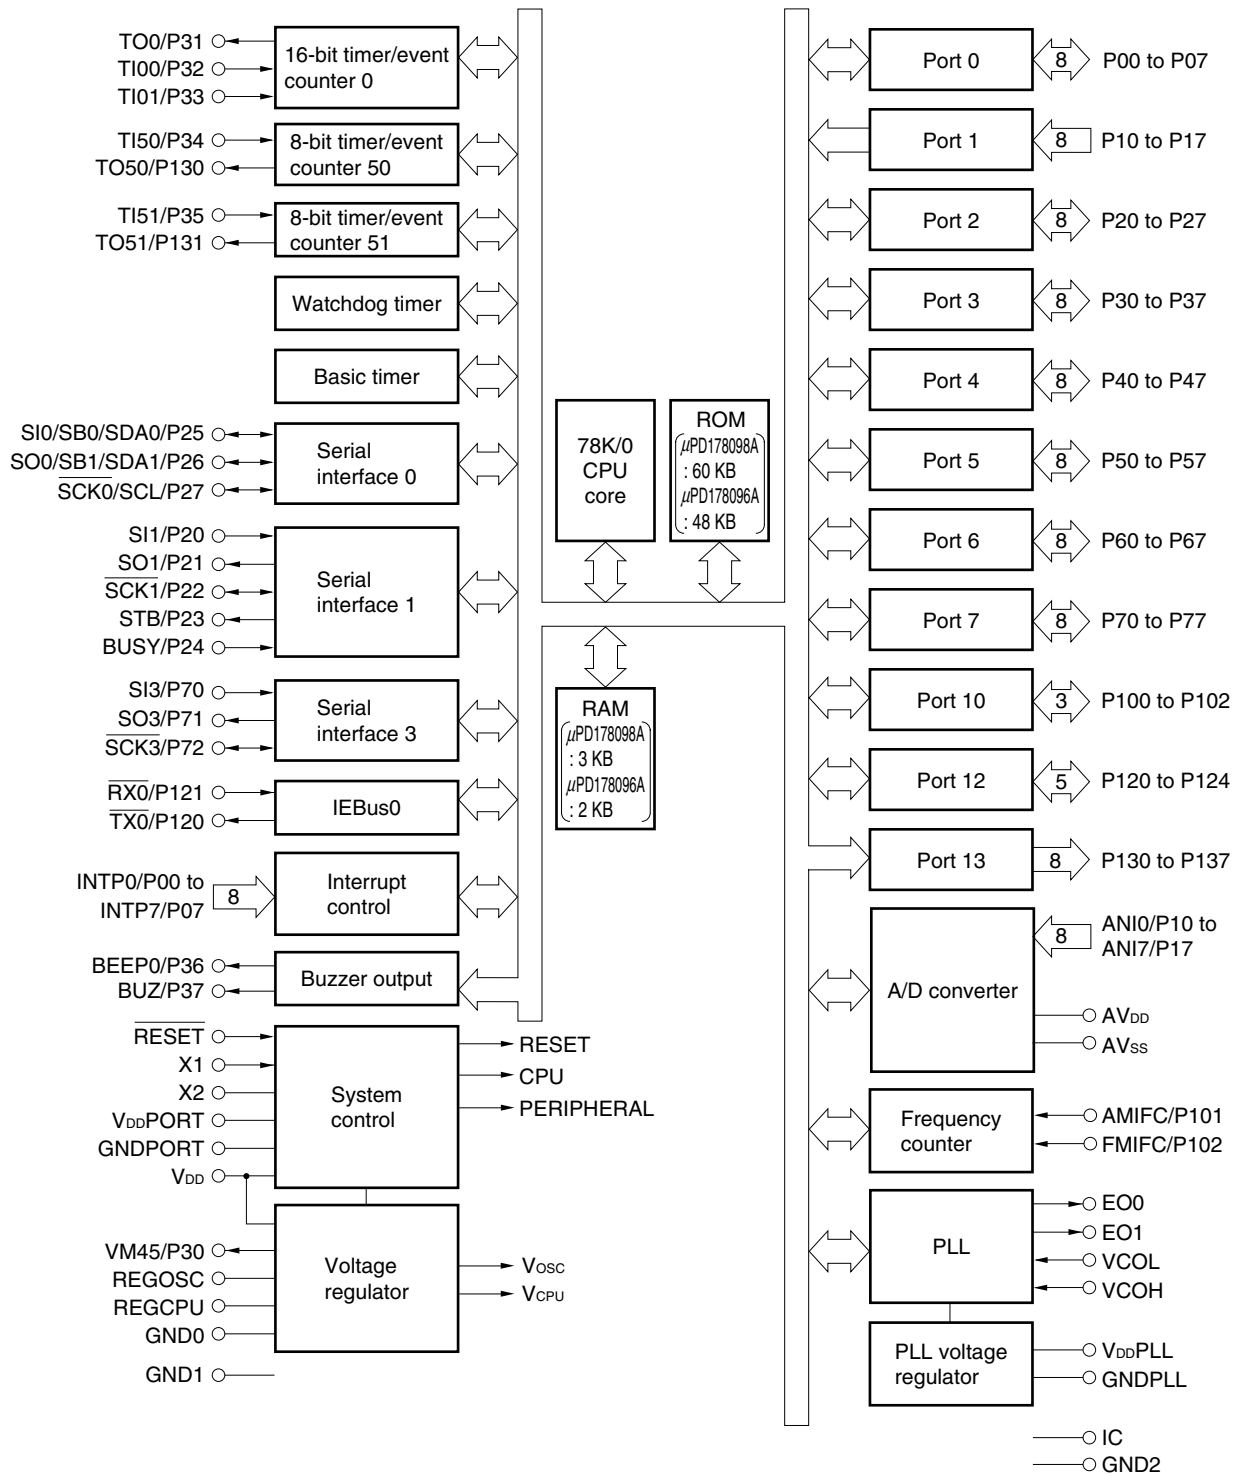 TO0/P31
TI00/P32
TI01/P33
16-bit timer/event
counter 0
TI50/P34
TO50/P130
8-bit timer/event
counter 50
TI51/P35
TO51/P131
8-bit timer/event
counter 51
Watchdog timer
Basic timer
SI0/SB0/SDA0/P25
SO0/SB1/SDA1/P26
SCK0/SCL/P27
Serial
interface 0
SI1/P20
SO1/P21
SCK1/P22
STB/P23
BUSY/P24
Serial
interface 1
SI3/P70
SO3/P71
SCK3/P72
Serial
interface 3
RX0/P121
TX0/P120
IEBus0
INTP0/P00 to
INTP7/P07
8
Interrupt
control
BEEP0/P36
BUZ/P37
Buzzer output
RESET
X1
X2
VDDPORT
GNDPORT
VDD
System
control
RESET
CPU
PERIPHERAL
VM45/P30
REGOSC
REGCPU
GND0
GND1
Voltage
regulator
VOSC
VCPU
78K/0
CPU
core
ROM
μPD178098A
: 60 KB
μPD178096A
: 48 KB
RAM
μPD178098A
: 3 KB
μPD178096A
: 2 KB
Port 0
8
P00 to P07
Port 1
8
P10 to P17
Port 2
8
P20 to P27
Port 3
8
P30 to P37
Port 4
8
P40 to P47
Port 5
8
P50 to P57
Port 6
8
P60 to P67
Port 7
8
P70 to P77
Port 10
3
P100 to P102
Port 12
5
P120 to P124
Port 13
8
P130 to P137
A/D converter
8
ANI0/P10 to
ANI7/P17
AVDD
AVSS
Frequency
counter
AMIFC/P101
FMIFC/P102
PLL
EO0
EO1
VCOL
VCOH
PLL voltage
regulator
VDDPLL
GNDPLL
IC
GND2